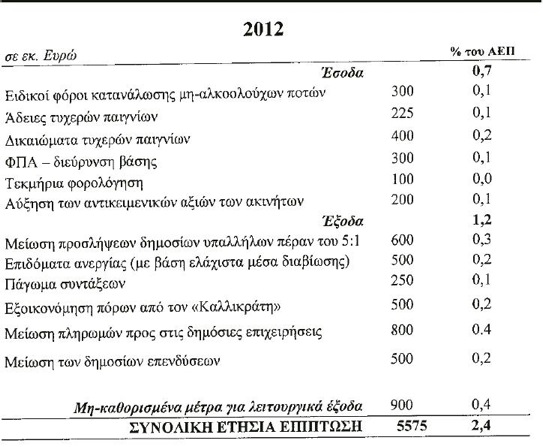 2012
σε εκ. Ευρώ % του ΑΕΠ
Έσοδα 0,7
Ειδικοί φόροι κατανάλωσης μη-αλκοολούχων ποτών 300 0,1
Άδειες τυχερών παιγνίων 225 0,1
Δικαιώματα τυχερών παιγνίων 400 0,2
ΦΠΑ – διεύρυνση βάσης 300 0,1
Τεκμήρια φορολόγηση 100 0,0
Αύξηση των αντικειμενικών αξιών των ακινήτων 200 0,1
Έξοδα 1,2
Μείωση προσλήψεων δημοσίων υπαλλήλων πέραν του 5:1 600 0,3
Επιδόματα ανεργίας (με βάση ελάχιστα μέσα διαβίωσης) 500 0,2
Πάγωμα συντάξεων 250 0,1
Εξοικονόμηση πόρων από τον «Καλλικράτη» 500 0,2
Μείωση πληρωμών προς στις δημόσιες επιχειρήσεις 800 0.4
Μείωση των δημοσίων επενδύσεων 500 0,2
Μη-καθορισμένα μέτρα για λειτουργικά έξοδα 900 0,4
ΣΥΝΟΛΙΚΗ ΕΤΗΣΙΑ ΕΠΙΠΤΩΣΗ 5575 2,4